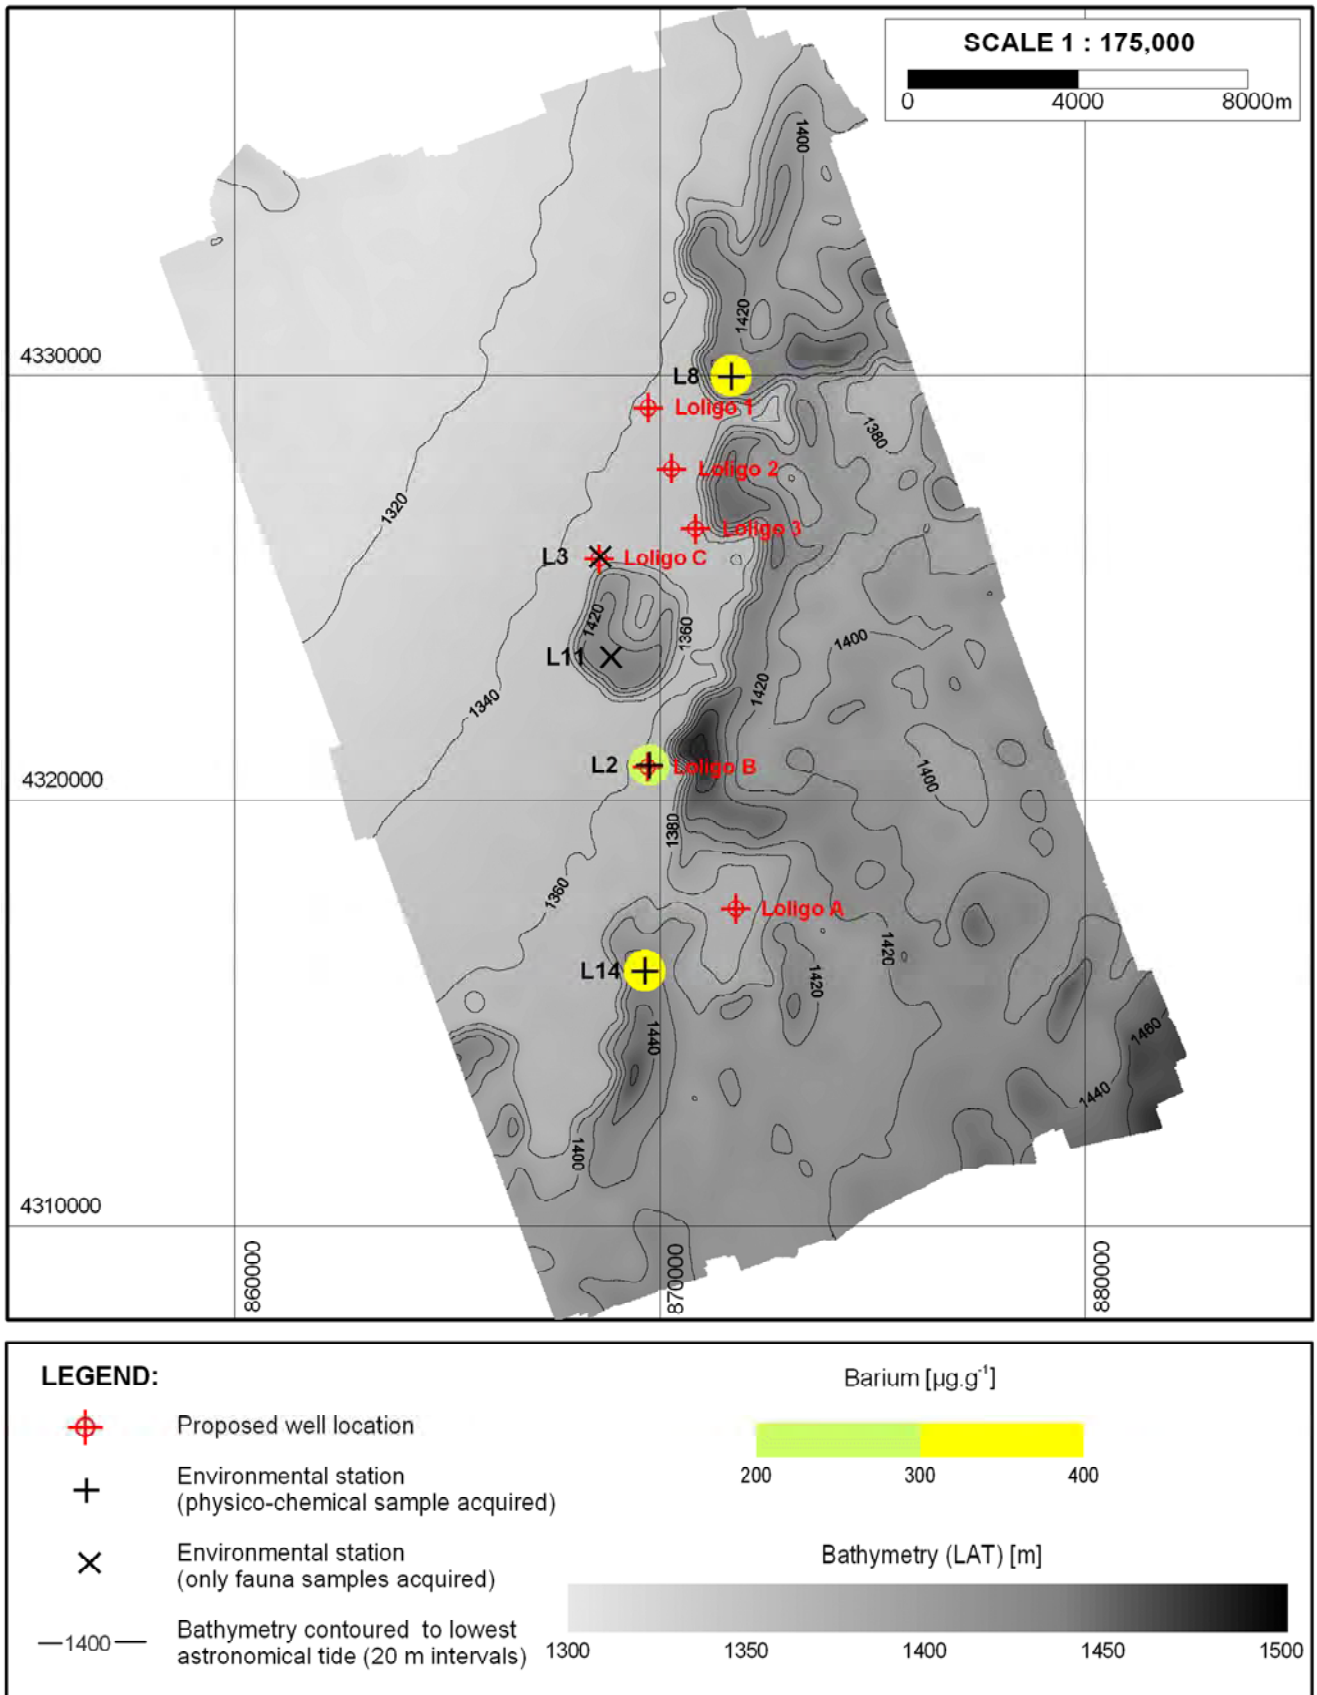 SCALE 1 : 175,000
0 4000 8000m
1400
1420
4330000
L8
Loligo 1
1380
Loligo 2
1320
Loligo 3
L3
Loligo C
1420
1360
1400
L11
1420
1340
L2
Loligo B
1400
4320000
1380
1360
Loligo A
1420
L14
1420
1440
1460
1440
1400
4310000
860000
870000
880000
LEGEND:
Proposed well location
Environmental station
(physico-chemical sample acquired)
Environmental station
(only fauna samples acquired)
1400
Bathymetry contoured to lowest
astronomical tide (20 m intervals)
Barium [µg.g-1]
200 300 400
Bathymetry (LAT) [m]
1300 1350 1400 1450 1500